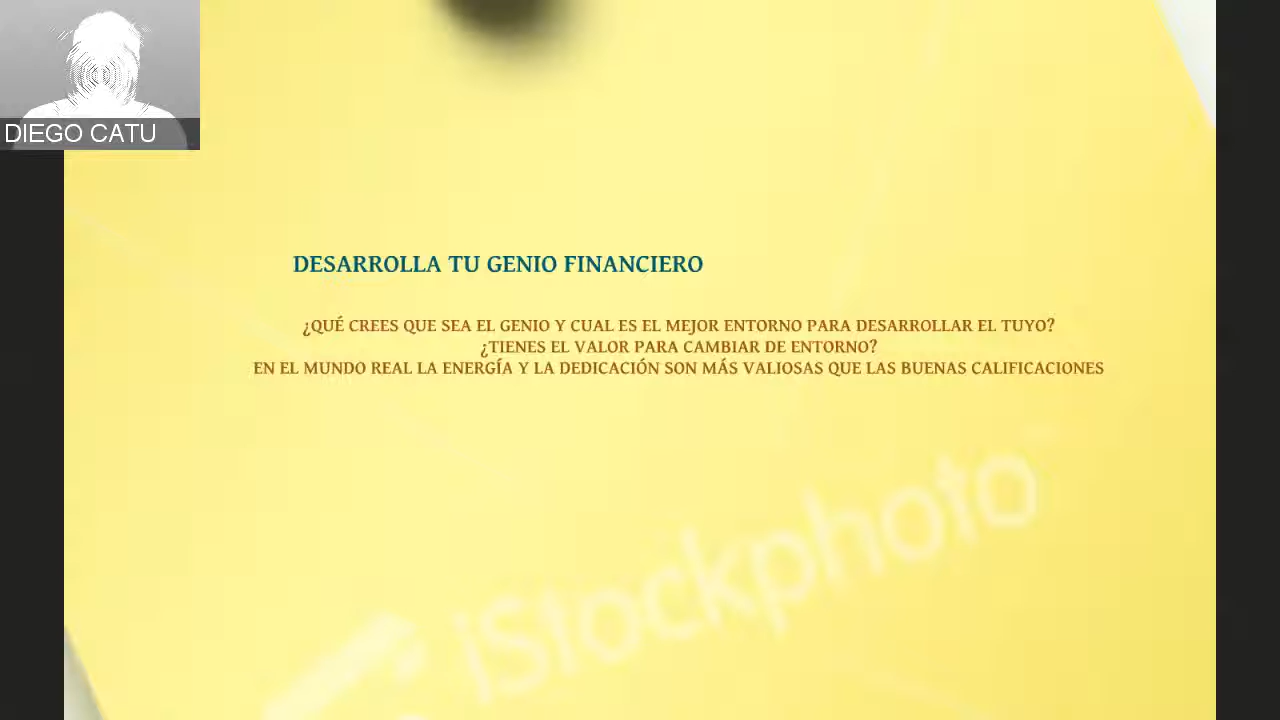 DIEGO CATU
DESARROLLA TU GENIO FINANCIERO
¿QUÉ CREES QUE SEA EL GENIO Y CUAL ES EL MEJOR ENTORNO PARA DESARROLLAR EL TUYO?
¿TIENES EL VALOR PARA CAMBIAR DE ENTORNO?
EN EL MUNDO REAL LA ENERGÍA Y LA DEDICACIÓN SON MÁS VALIOSAS QUE LAS BUENAS CALIFICACIONES
iStockphoto